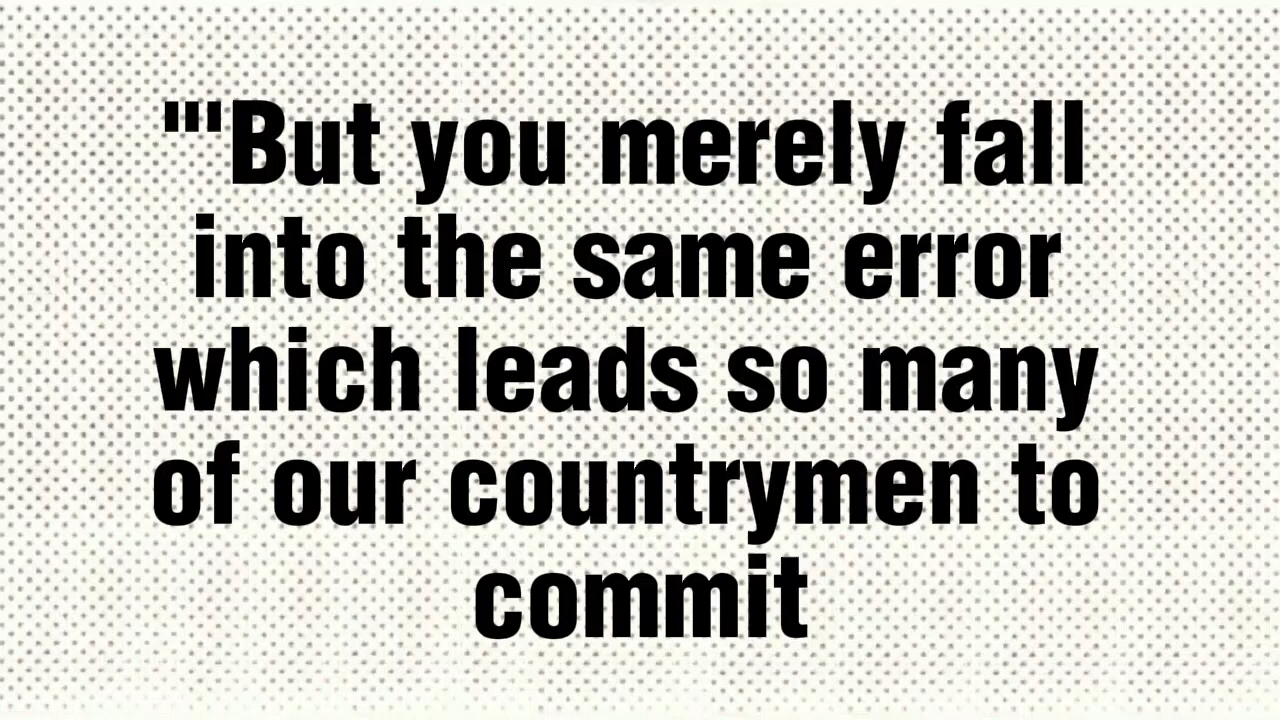 "'But you merely fall
into the same error
which leads so many
of our countrymen to
commit